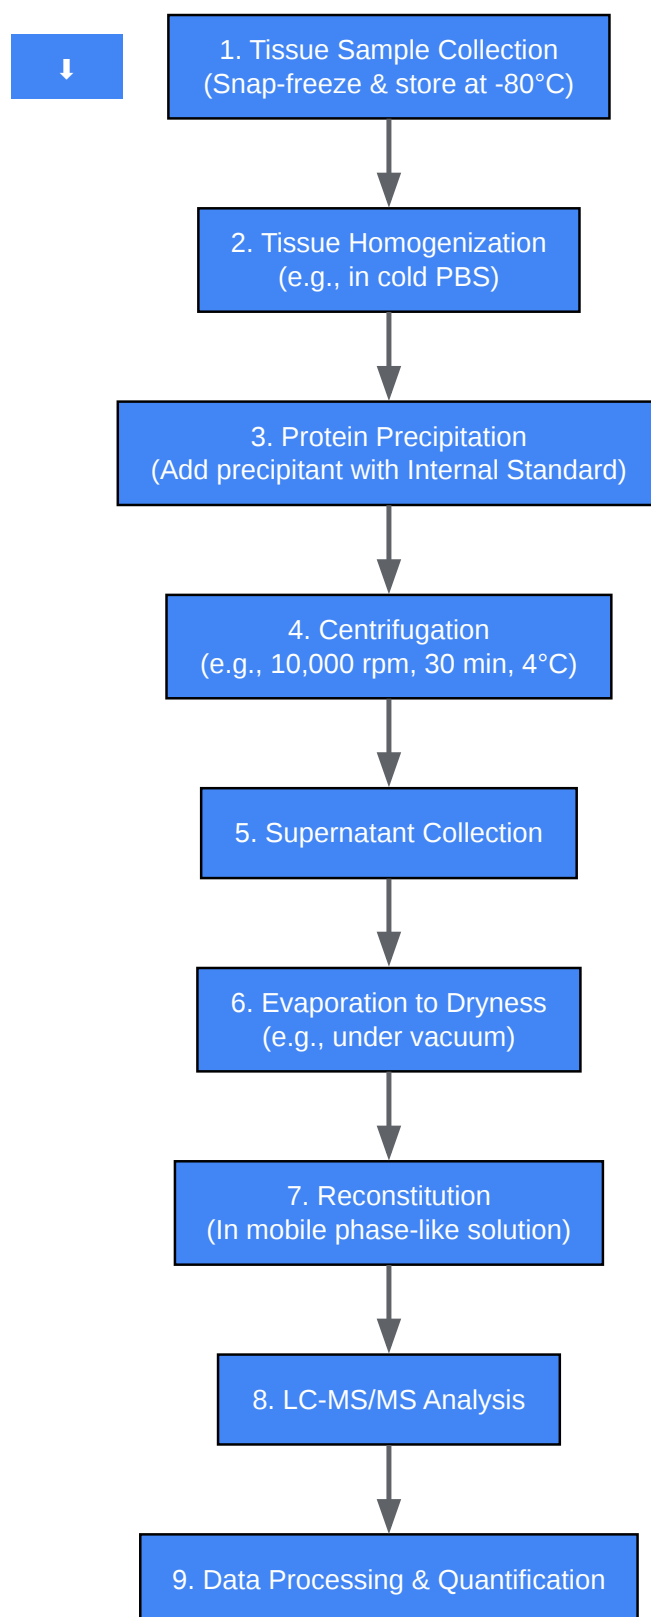 ⬇
1. Tissue Sample Collection
(Snap-freeze & store at -80°C)
2. Tissue Homogenization
(e.g., in cold PBS)
3. Protein Precipitation
(Add precipitant with Internal Standard)
4. Centrifugation
(e.g., 10,000 rpm, 30 min, 4°C)
5. Supernatant Collection
6. Evaporation to Dryness
(e.g., under vacuum)
7. Reconstitution
(In mobile phase-like solution)
8. LC-MS/MS Analysis
9. Data Processing & Quantification